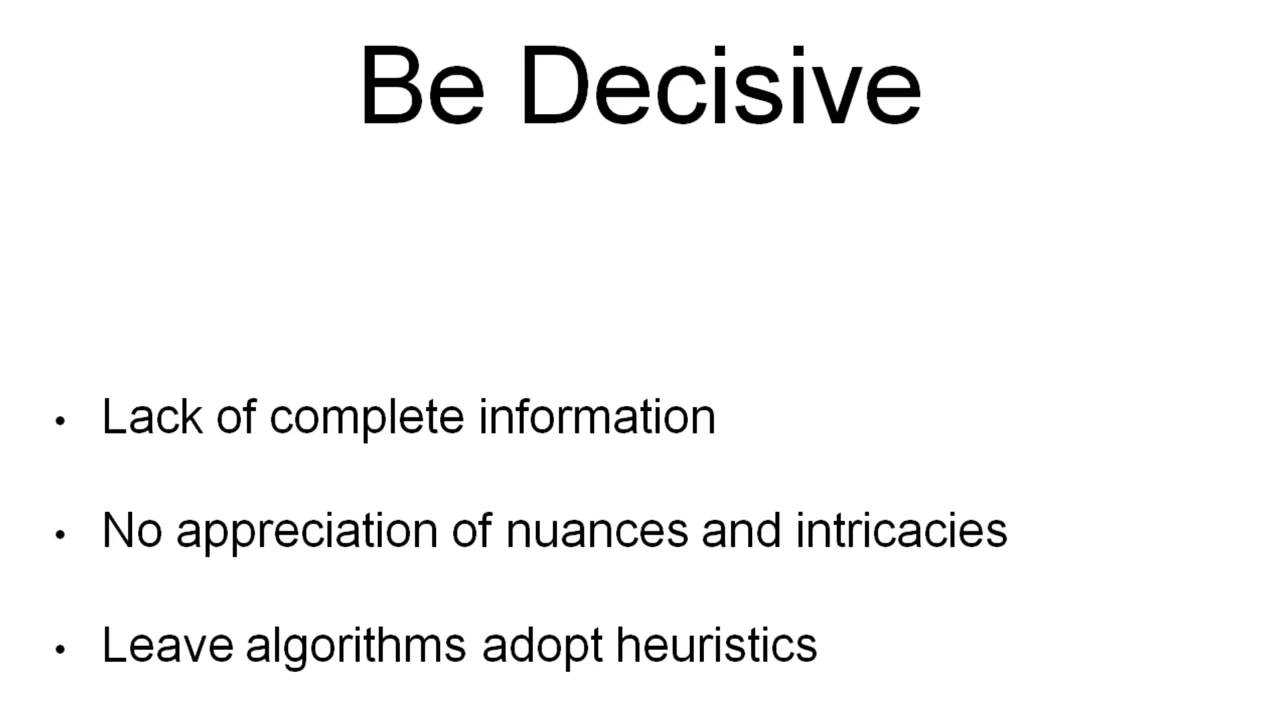 Be Decisive
• Lack of complete information
• No appreciation of nuances and intricacies
• Leave algorithms adopt heuristics